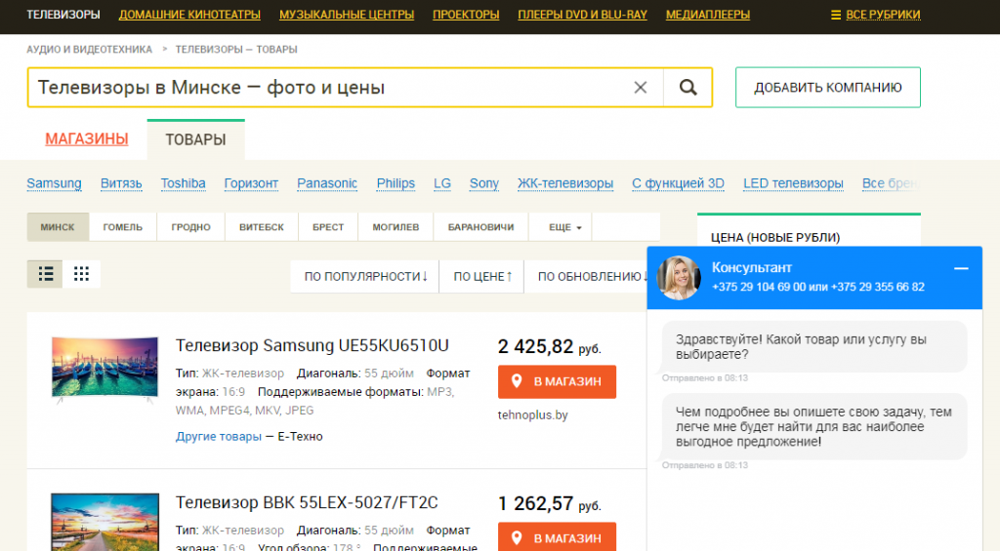 ТЕЛЕВИЗОРЫ ДОМАШНИЕ КИНОТЕАТРЫ МУЗЫКАЛЬНЫЕ ЦЕНТРЫ ПРОЕКТОРЫ ПЛЕЕРЫ DVD И BLU-RAY МЕДИАПЛЕЕРЫ ВСЕ РУБРИКИ
АУДИО И ВИДЕОТЕХНИКА > ТЕЛЕВИЗОРЫ — ТОВАРЫ
Телевизоры в Минске — фото и цены
ДОБАВИТЬ КОМПАНИЮ
МАГАЗИНЫ ТОВАРЫ
Samsung Витязь Toshiba Горизонт Panasonic Philips LG Sony ЖК-телевизоры С функцией 3D LED телевизоры Все брен
МИНСК ГОМЕЛЬ ГРОДНО ВИТЕБСК БРЕСТ МОГИЛЕВ БАРАНОВИЧИ ЕЩЕ
ЦЕНА (НОВЫЕ РУБЛИ)
ПО ПОПУЛЯРНОСТИ↓ ПО ЦЕНЕ↑ ПО ОБНОВЛЕНИЮ↓
Телевизор Samsung UE55KU6510U
Тип: ЖК-телевизор Диагональ: 55 дюйм Формат
экрана: 16:9 Поддерживаемые форматы: MP3,
WMA, MPEG4, MKV, JPEG
Другие товары — Е-Техно
2 425,82 руб.
В МАГАЗИН
tehnoplus.by
Телевизор BBK 55LEX-5027/FT2C
Тип: ЖК-телевизор Диагональ: 55 дюйм Формат
экрана: 16:9 Угол обзора: 178 ° Поддерживаемые
1 262,57 руб.
В МАГАЗИН
Консультант
+375 29 104 69 00 или +375 29 355 66 82
Здравствуйте! Какой товар или услугу вы
выбираете?
Отправлено в 08:13
Чем подробнее вы опишете свою задачу, тем
легче мне будет найти для вас наиболее
выгодное предложение!
Отправлено в 08:13